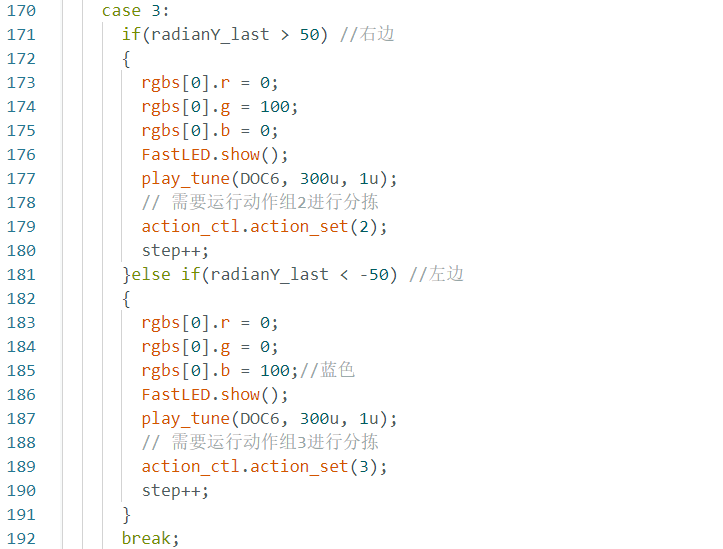 170 case 3:
171 if(radianY_last > 50) //右边
172 {
173 rgbs[0].r = 0;
174 rgbs[0].g = 100;
175 rgbs[0].b = 0;
176 FastLED.show();
177 play_tune(DOC6, 300u, 1u);
178 // 需要运行动作组2进行分拣
179 action_ctl.action_set(2);
180 step++;
181 }else if(radianY_last < -50) //左边
182 {
183 rgbs[0].r = 0;
184 rgbs[0].g = 0;
185 rgbs[0].b = 100;//蓝色
186 FastLED.show();
187 play_tune(DOC6, 300u, 1u);
188 // 需要运行动作组3进行分拣
189 action_ctl.action_set(3);
190 step++;
191 }
192 break;